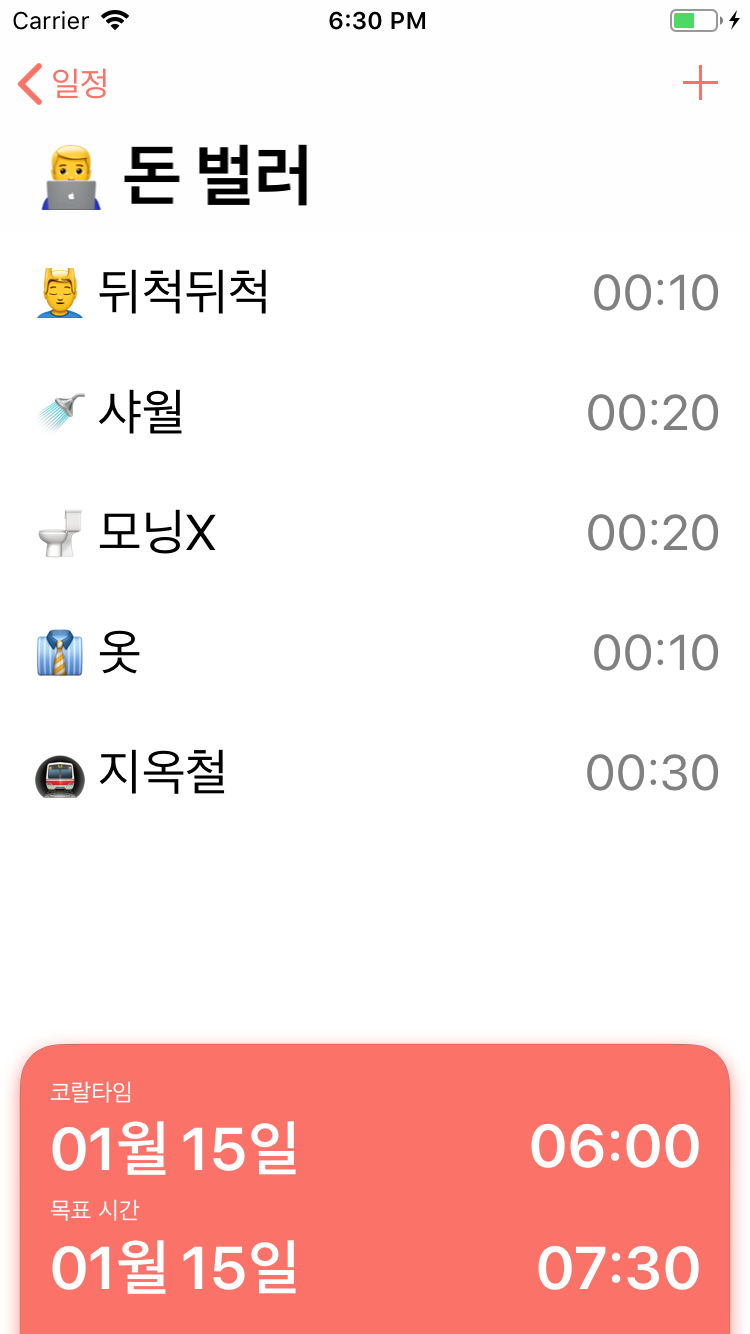 Carrier 6:30 PM
일정
👨‍💻 돈 벌러
💆‍♂️ 뒤척뒤척 00:10
🚿 샤월 00:20
🚽 모닝X 00:20
👔 옷 00:10
🚇 지옥철 00:30
코랄타임
01월 15일 06:00
목표 시간
01월 15일 07:30